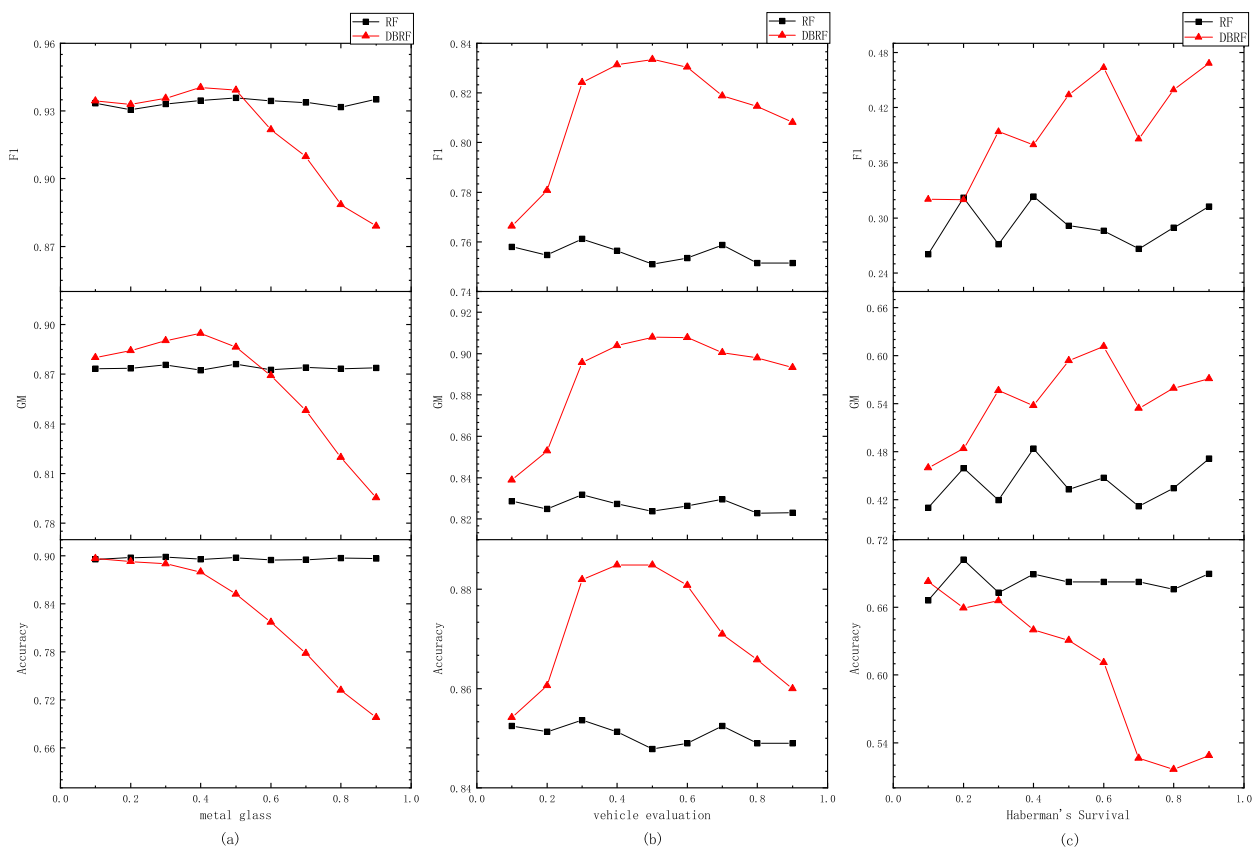 RF
DBRF
RF
DBRF
RF
DBRF
0.96
0.93
0.90
0.87
F1
0.84
0.82
0.80
0.78
0.76
0.74
F1
0.48
0.42
0.36
0.30
0.24
F1
0.90
0.87
0.84
0.81
0.78
GM
0.92
0.90
0.88
0.86
0.84
0.82
GM
0.66
0.60
0.54
0.48
0.42
GM
0.90
0.84
0.78
0.72
0.66
Accuracy
0.88
0.86
0.84
Accuracy
0.72
0.66
0.60
0.54
Accuracy
0.0 0.2 0.4 0.6 0.8 1.0
0.0 0.2 0.4 0.6 0.8 1.0
0.0 0.2 0.4 0.6 0.8 1.0
metal glass
vehicle evaluation
Haberman's Survival
(a)
(b)
(c)